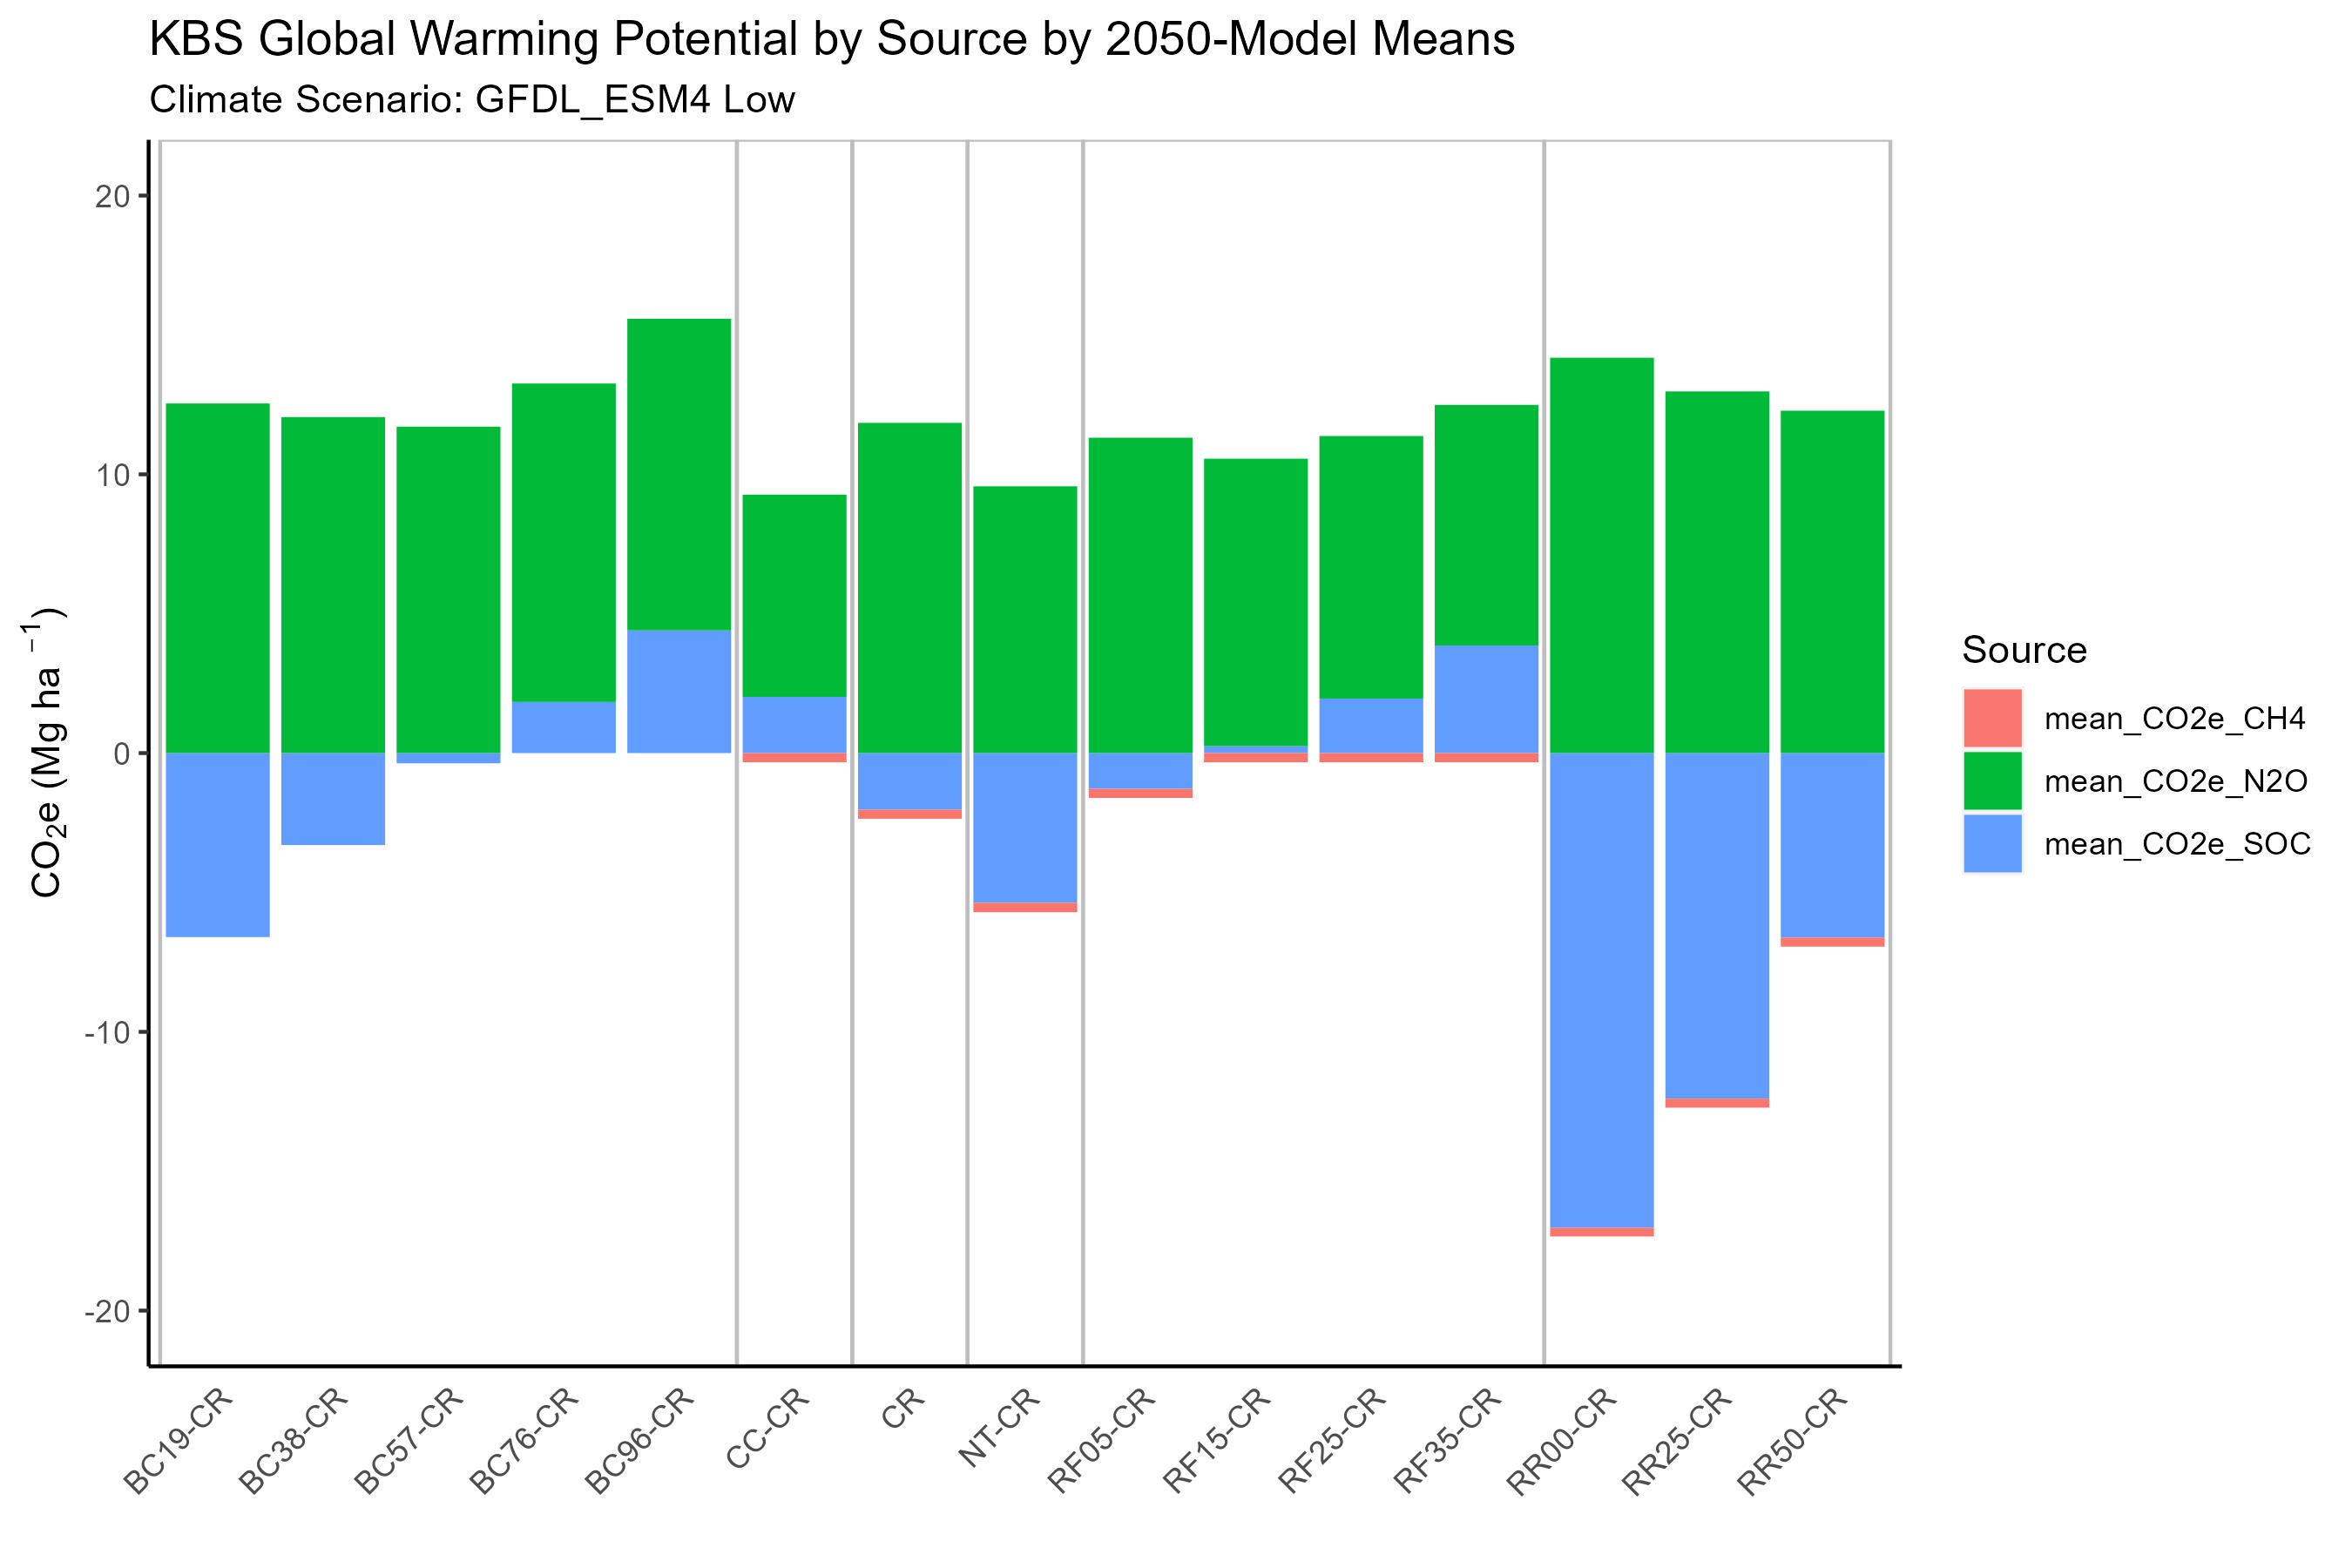 KBS Global Warming Potential by Source by 2050-Model Means
Climate Scenario: GFDL_ESM4 Low
20
10
0
-10
-20
CO₂e (Mg ha ⁻¹)
BC19-CR
BC38-CR
BC57-CR
BC76-CR
BC96-CR
CC-CR
CR
NT-CR
RF05-CR
RF15-CR
RF25-CR
RF35-CR
RR00-CR
RR25-CR
RR50-CR
Source
mean_CO2e_CH4
mean_CO2e_N2O
mean_CO2e_SOC